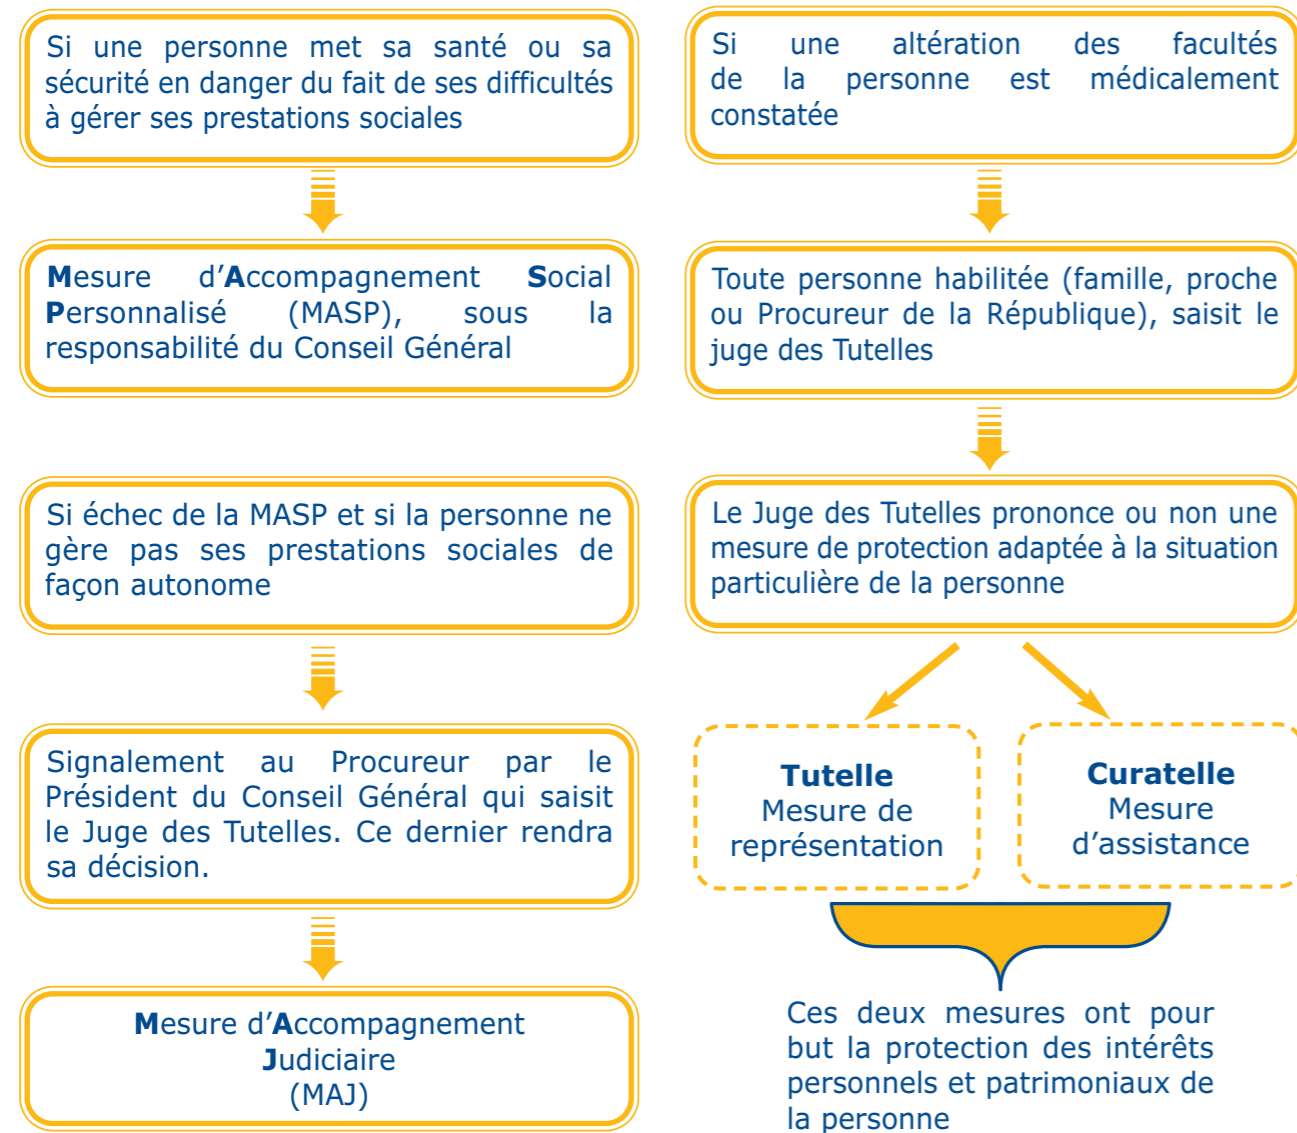 Si une personne met sa santé ou sa
sécurité en danger du fait de ses difficultés
à gérer ses prestations sociales
Mesure d’Accompagnement Social
Personnalisé (MASP), sous la
responsabilité du Conseil Général
Si échec de la MASP et si la personne ne
gère pas ses prestations sociales de
façon autonome
Signalement au Procureur par le
Président du Conseil Général qui saisit
le Juge des Tutelles. Ce dernier rendra
sa décision.
Mesure d’Accompagnement
Judiciaire
(MAJ)
Si une altération des facultés
de la personne est médicalement
constatée
Toute personne habilitée (famille, proche
ou Procureur de la République), saisit le
juge des Tutelles
Le Juge des Tutelles prononce ou non une
mesure de protection adaptée à la situation
particulière de la personne
Tutelle
Mesure de
représentation
Curatelle
Mesure
d’assistance
Ces deux mesures ont pour
but la protection des intérêts
personnels et patrimoniaux de
la personne